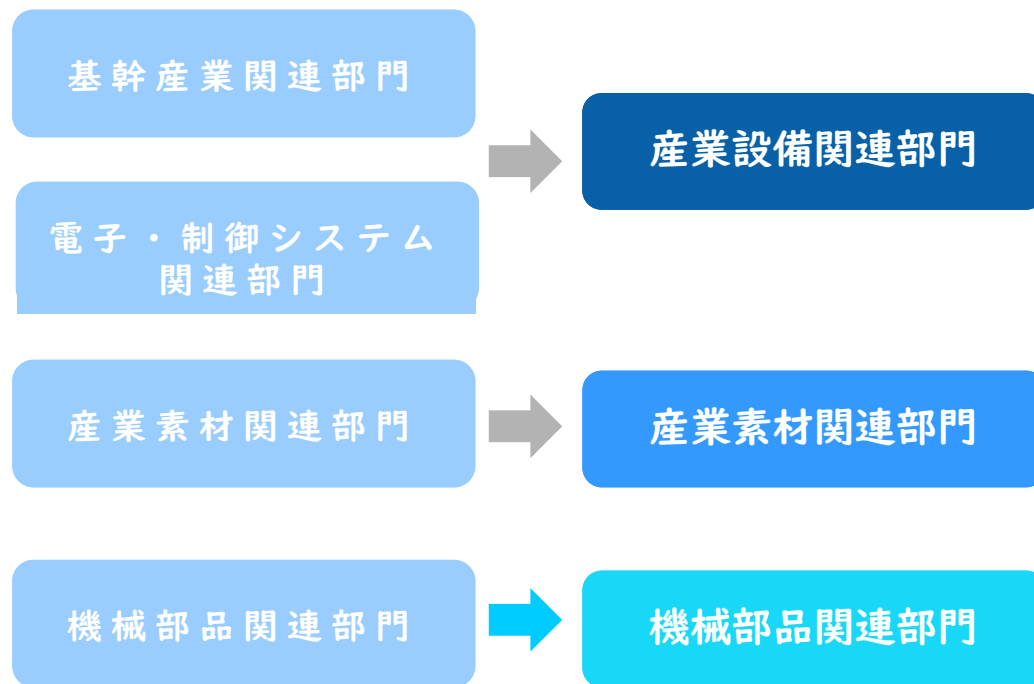 基幹産業関連部門
産業設備関連部門
電子・制御システム
関連部門
産業素材関連部門
産業素材関連部門
機械部品関連部門
機械部品関連部門